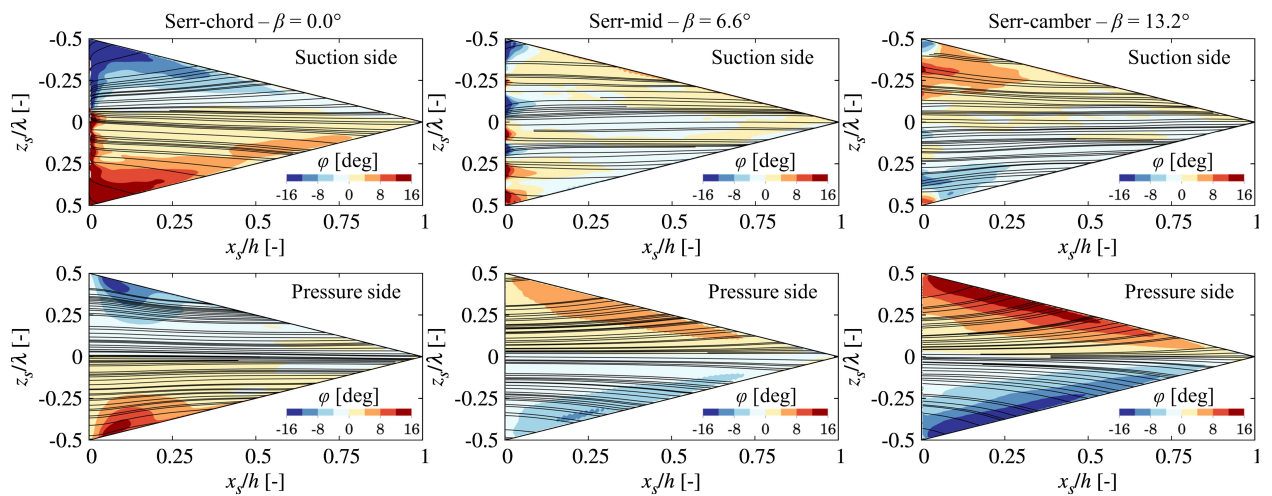 Serr-chord – β = 0.0°
Serr-mid – β = 6.6°
Serr-camber – β = 13.2°
-0.5
-0.25
0
0.25
0.5
z_s/λ [-]
Suction side
φ [deg]
-16 -8 0 8 16
0 0.25 0.5 0.75 1
x_s/h [-]
-0.5
-0.25
0
0.25
0.5
z_s/λ [-]
Suction side
φ [deg]
-16 -8 0 8 16
0 0.25 0.5 0.75 1
x_s/h [-]
-0.5
-0.25
0
0.25
0.5
z_s/λ [-]
Suction side
φ [deg]
-16 -8 0 8 16
0 0.25 0.5 0.75 1
x_s/h [-]
0.5
0.25
0
-0.25
-0.5
z_s/λ [-]
Pressure side
φ [deg]
-16 -8 0 8 16
0 0.25 0.5 0.75 1
x_s/h [-]
0.5
0.25
0
-0.25
-0.5
z_s/λ [-]
Pressure side
φ [deg]
-16 -8 0 8 16
0 0.25 0.5 0.75 1
x_s/h [-]
0.5
0.25
0
-0.25
-0.5
z_s/λ [-]
Pressure side
φ [deg]
-16 -8 0 8 16
0 0.25 0.5 0.75 1
x_s/h [-]